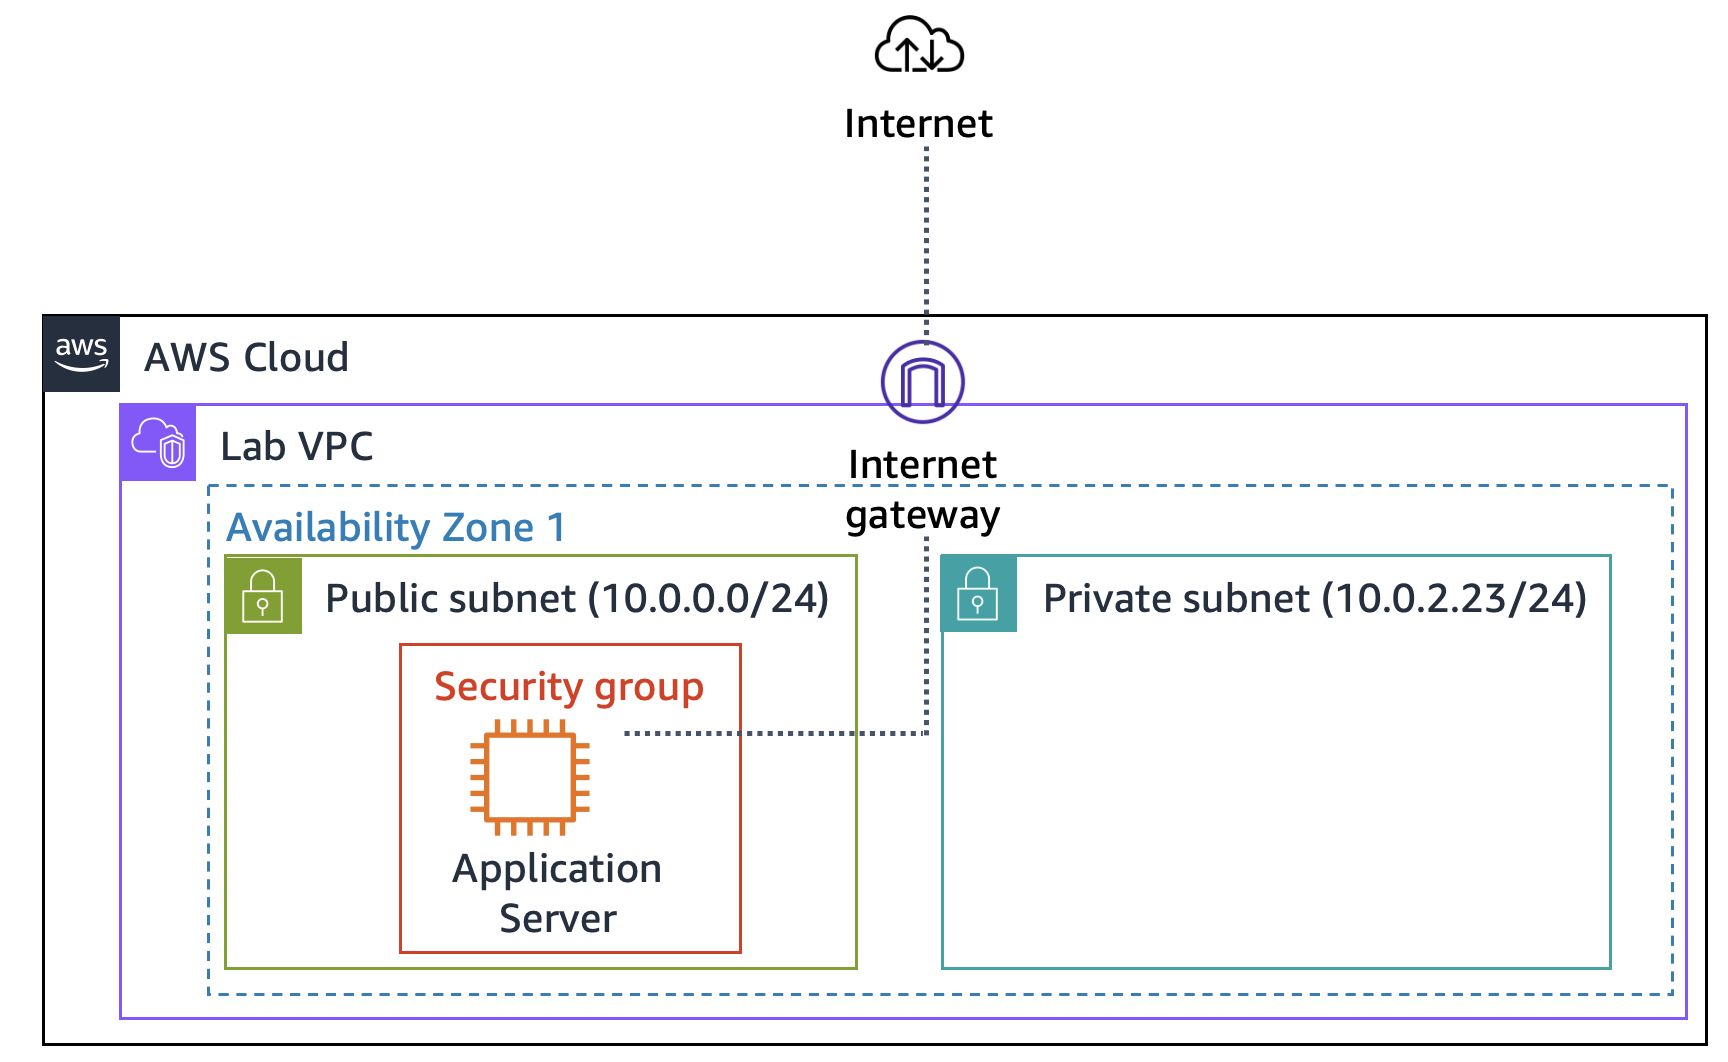 Internet
aws
AWS Cloud
Lab VPC
Internet
gateway
Availability Zone 1
Public subnet (10.0.0.0/24)
Private subnet (10.0.2.23/24)
Security group
Application
Server